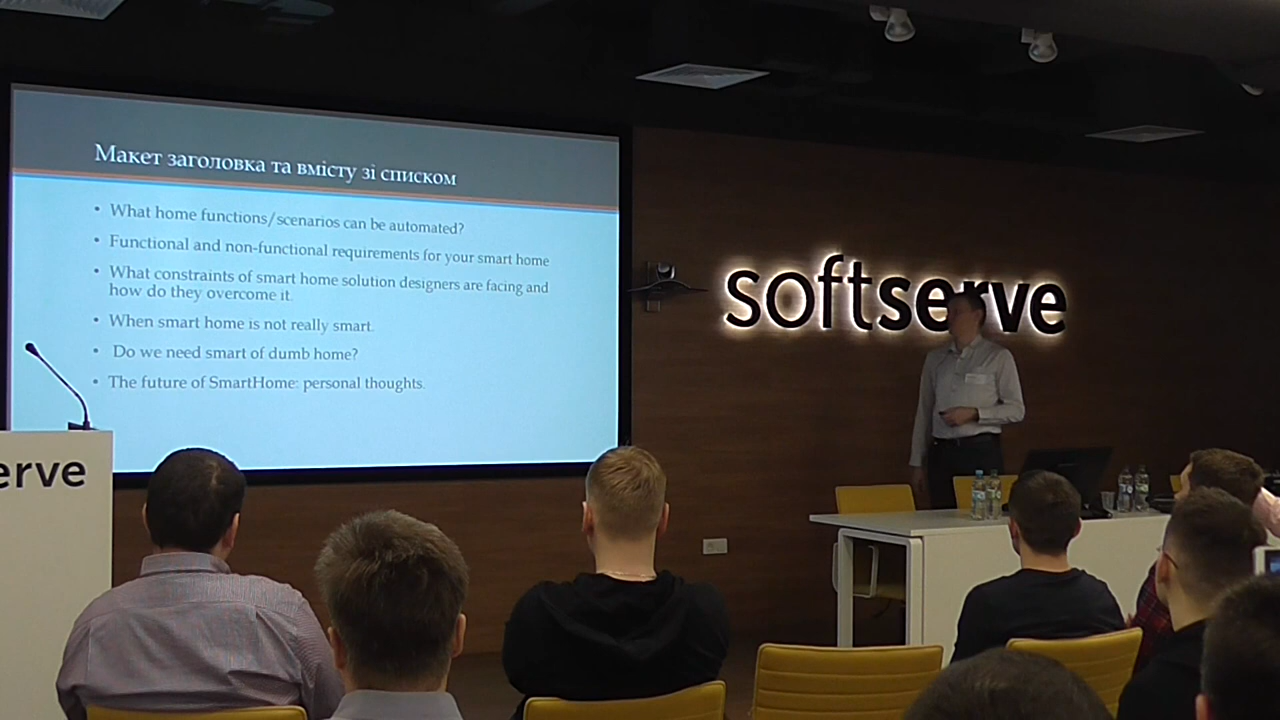 Макет заголовка та вмісту зі списком
• What home functions/scenarios can be automated?
• Functional and non-functional requirements for your smart home
• What constraints of smart home solution designers are facing and
how do they overcome it.
• When smart home is not really smart.
• Do we need smart of dumb home?
• The future of SmartHome: personal thoughts.
softserve
erve